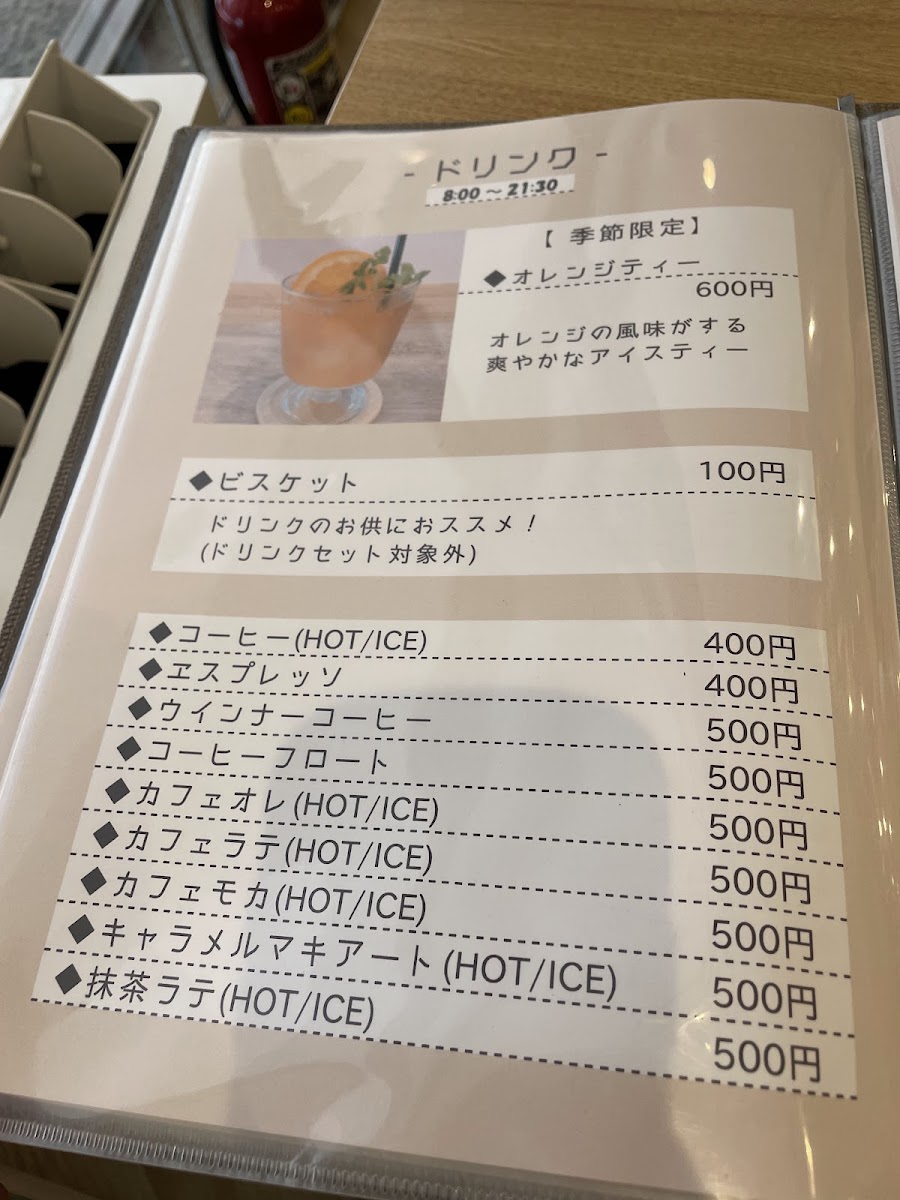 - ドリンク -
8:00 ～ 21:30
【 季節限定】
◆オレンジティー
600円
オレンジの風味がする
爽やかなアイスティー
◆ビスケット 100円
ドリンクのお供におススメ！
(ドリンクセット対象外)
◆コーヒー(HOT/ICE) 400円
◆エスプレッソ 400円
◆ウインナーコーヒー 500円
◆コーヒーフロート 500円
◆カフェオレ(HOT/ICE) 500円
◆カフェラテ(HOT/ICE) 500円
◆カフェモカ(HOT/ICE) 500円
◆キャラメルマキアート(HOT/ICE) 500円
◆抹茶ラテ(HOT/ICE) 500円